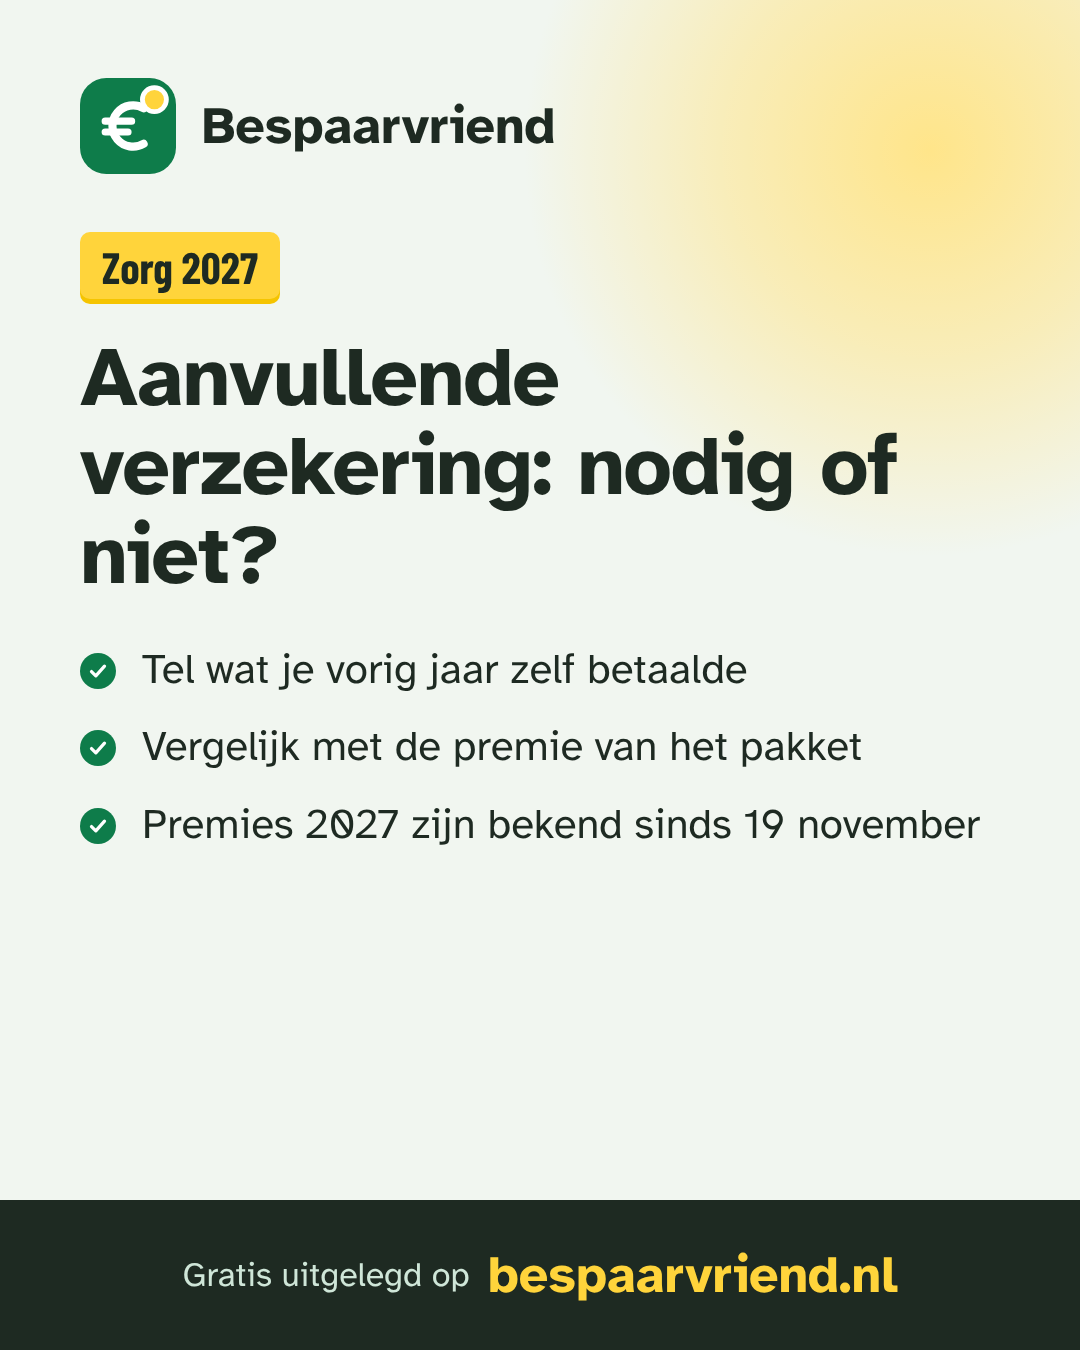 Bespaarvriend
Zorg 2027
Aanvullende
verzekering: nodig of
niet?
Tel wat je vorig jaar zelf betaalde
Vergelijk met de premie van het pakket
Premies 2027 zijn bekend sinds 19 november
Gratis uitgelegd op bespaarvriend.nl